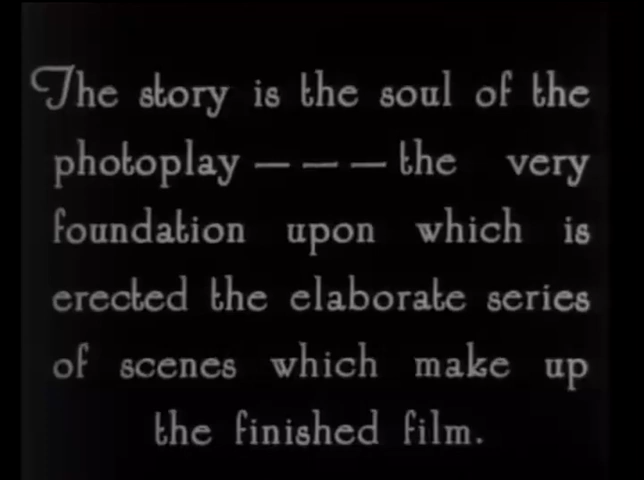 The story is the soul of the
photoplay — — — the very
foundation upon which is
erected the elaborate series
of scenes which make up
the finished film.